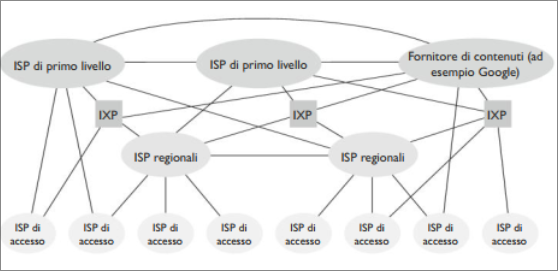 ISP di primo livello
ISP di primo livello
Fornitore di contenuti (ad
esempio Google)
IXP
IXP
IXP
ISP regionali
ISP regionali
ISP di
accesso
ISP di
accesso
ISP di
accesso
ISP di
accesso
ISP di
accesso
ISP di
accesso
ISP di
accesso
ISP di
accesso